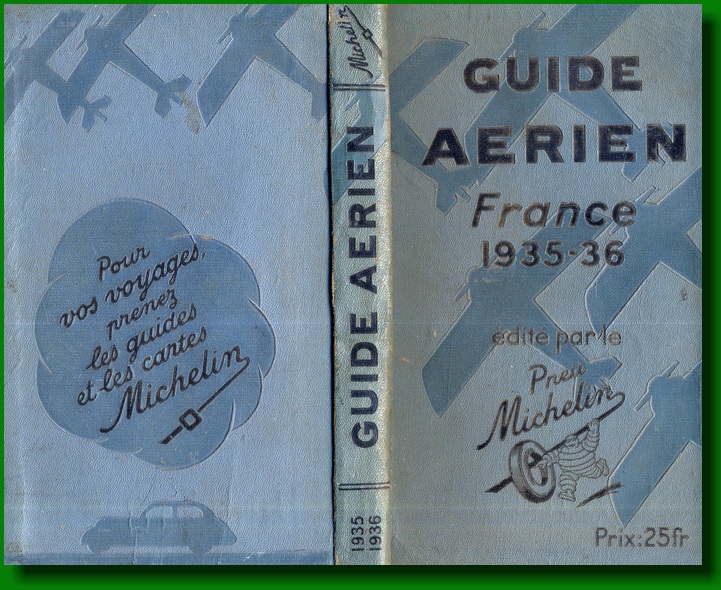 Pour
vos voyages,
prenez
les guides
et les cartes
Michelin
Michelin
GUIDE AERIEN
1935
1936
GUIDE
AERIEN
France
1935-36
édité par le
Pneu
Michelin
Prix:25fr